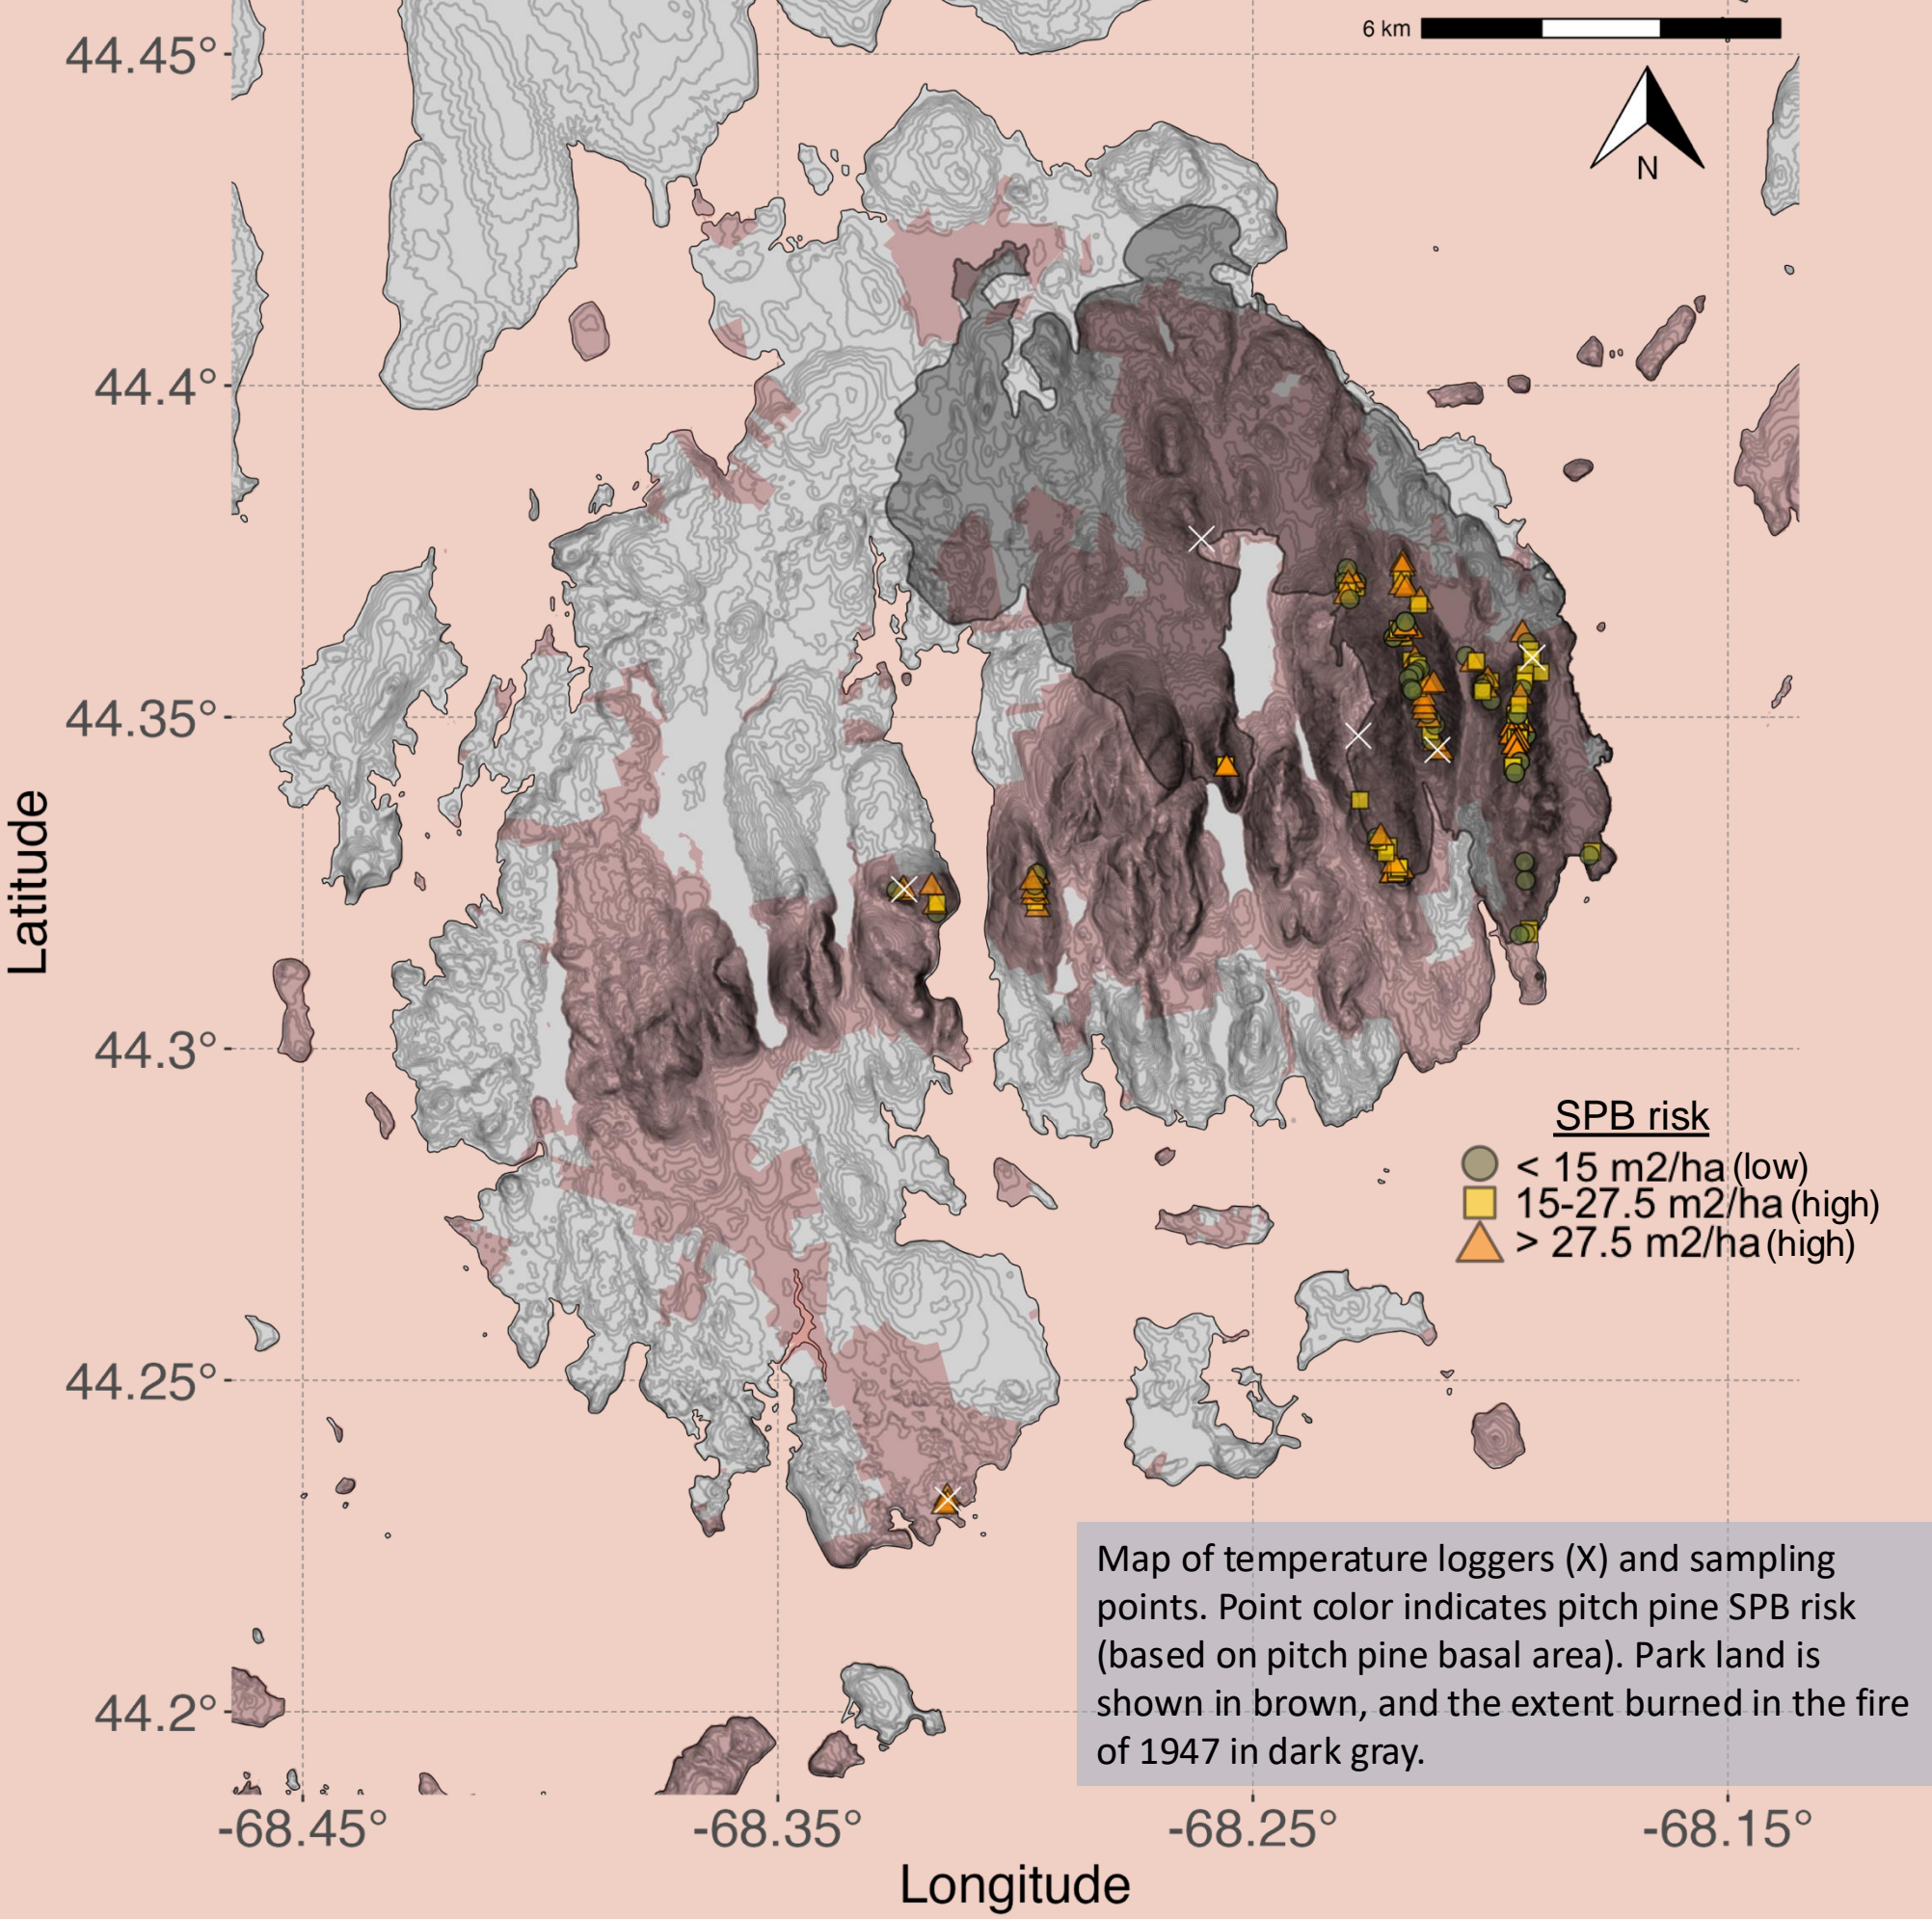 6 km
N
44.45°
44.4°
44.35°
44.3°
44.25°
44.2°
Latitude
SPB risk
< 15 m2/ha (low)
15-27.5 m2/ha (high)
> 27.5 m2/ha (high)
Map of temperature loggers (X) and sampling
points. Point color indicates pitch pine SPB risk
(based on pitch pine basal area). Park land is
shown in brown, and the extent burned in the fire
of 1947 in dark gray.
-68.45°
-68.35°
-68.25°
-68.15°
Longitude